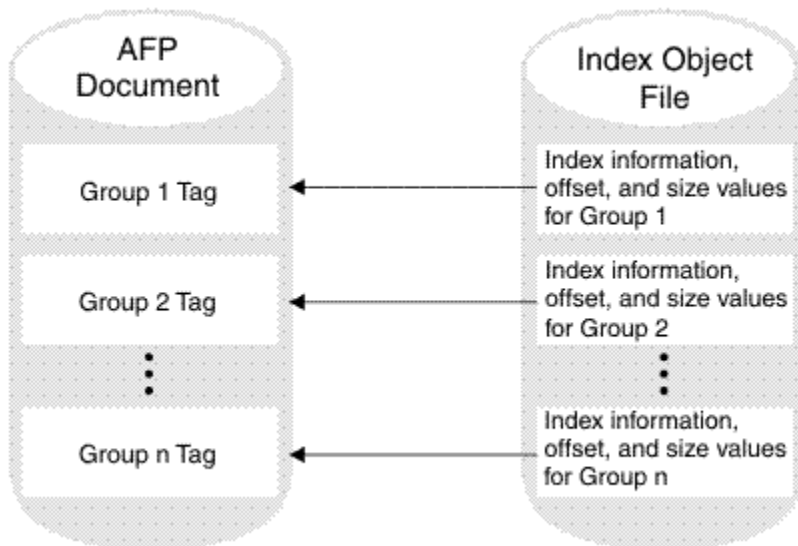 AFP
Document
Group 1 Tag
Group 2 Tag
Group n Tag
Index Object
File
Index information,
offset, and size values
for Group 1
Index information,
offset, and size values
for Group 2
Index information,
offset, and size values
for Group n